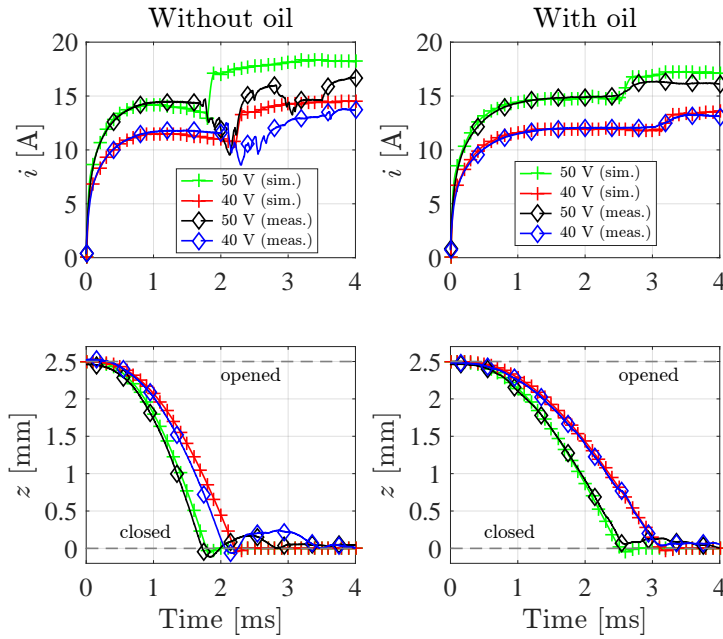 Without oil
With oil
20
15
10
5
0
i [A]
50 V (sim.)
40 V (sim.)
50 V (meas.)
40 V (meas.)
0 1 2 3 4
20
15
10
5
0
i [A]
50 V (sim.)
40 V (sim.)
50 V (meas.)
40 V (meas.)
0 1 2 3 4
2.5
2
1.5
1
0.5
0
z [mm]
opened
closed
0 1 2 3 4
Time [ms]
2.5
2
1.5
1
0.5
0
z [mm]
opened
closed
0 1 2 3 4
Time [ms]